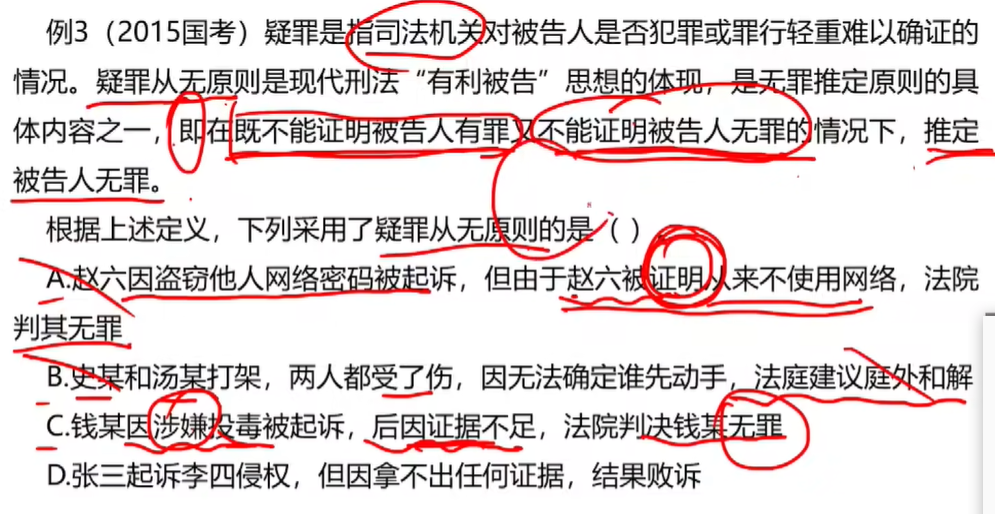 例3（2015国考）疑罪是指司法机关对被告人是否犯罪或罪行轻重难以确证的
情况。疑罪从无原则是现代刑法“有利被告”思想的体现，是无罪推定原则的具
体内容之一，即在既不能证明被告人有罪又不能证明被告人无罪的情况下，推定
被告人无罪。
根据上述定义，下列采用了疑罪从无原则的是（ ）
A.赵六因盗窃他人网络密码被起诉，但由于赵六被证明从来不使用网络，法院
判其无罪
B.史某和汤某打架，两人都受了伤，因无法确定谁先动手，法庭建议庭外和解
C.钱某因涉嫌投毒被起诉，后因证据不足，法院判决钱某无罪
D.张三起诉李四侵权，但因拿不出任何证据，结果败诉